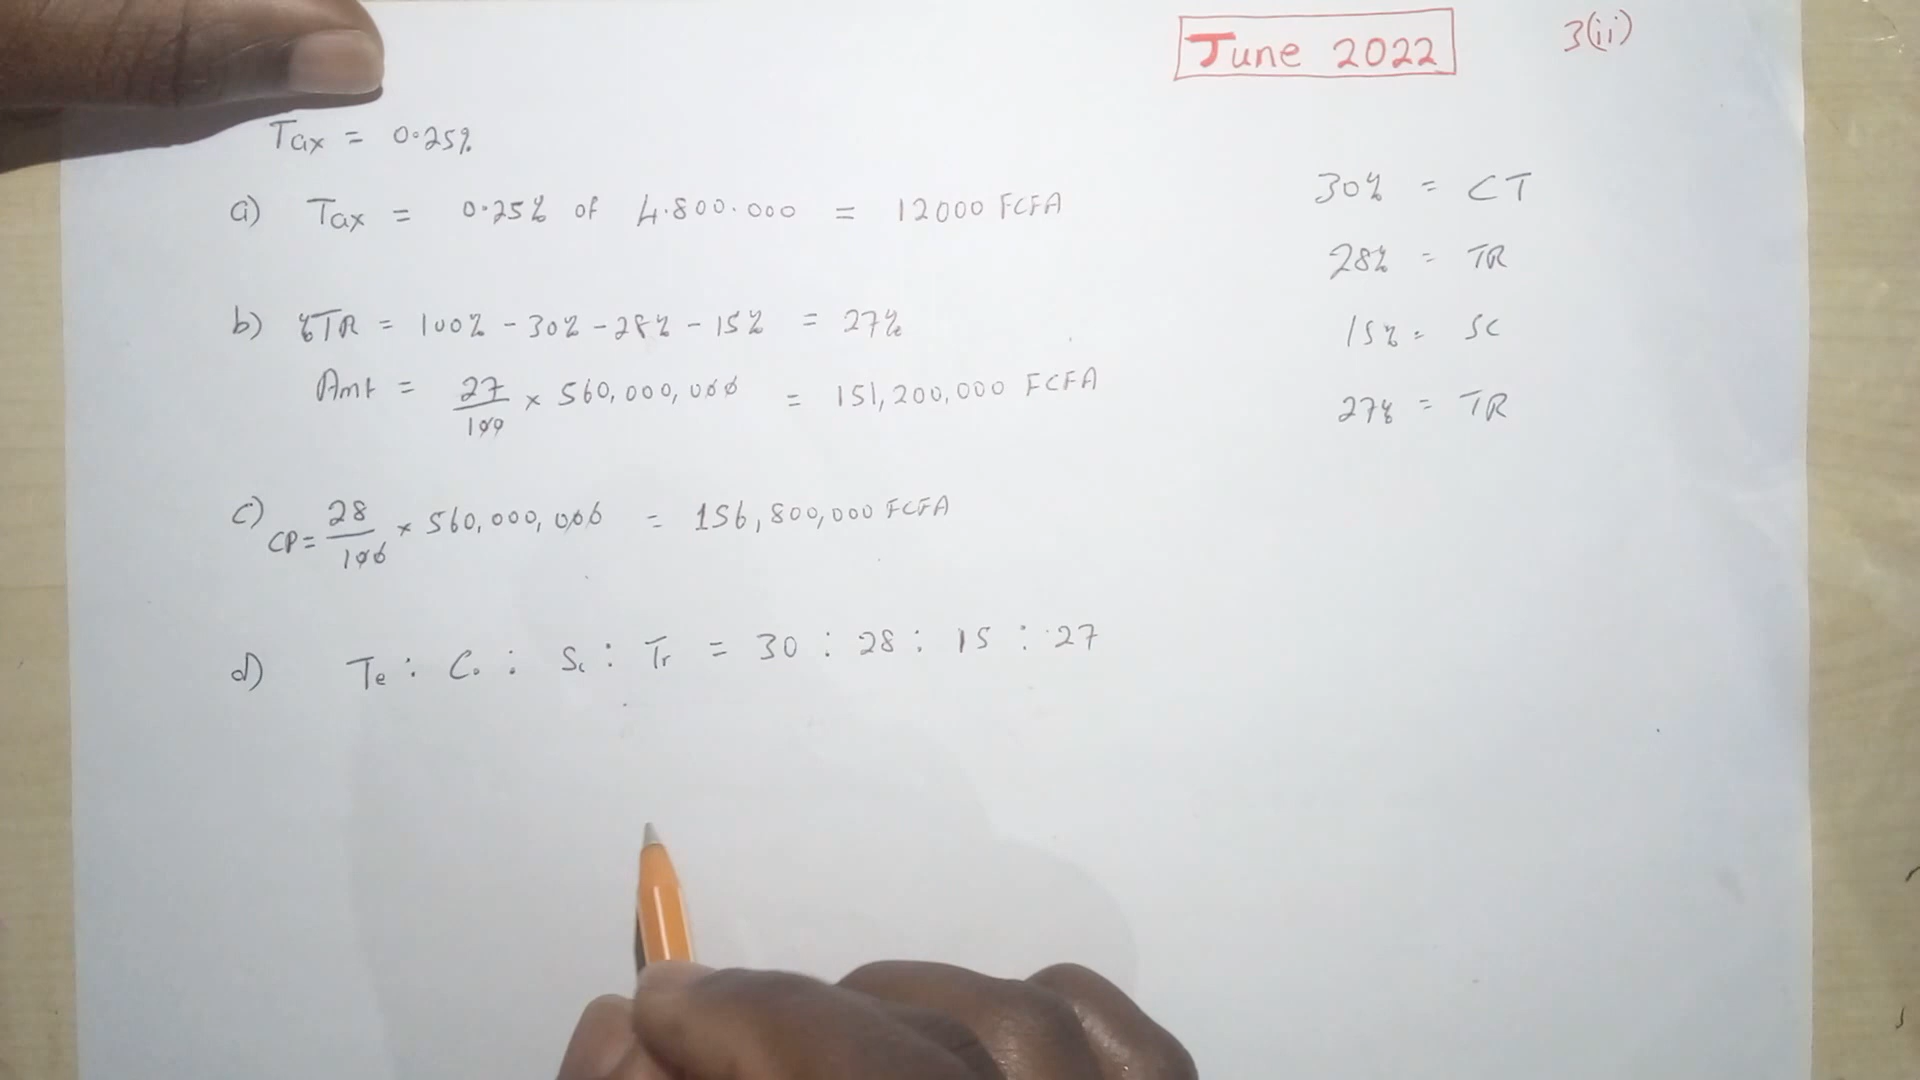 June 2022
3(ii)
Tax = 0.25%
a) Tax = 0.25% of 4.800.000 = 12000 FCFA
b) %TR = 100% - 30% - 28% - 15% = 27%
Amt = 27/100 × 560,000,000 = 151,200,000 FCFA
c) CP = 28/100 × 560,000,000 = 156,800,000 FCFA
d) Te : Co : Sc : Tr = 30 : 28 : 15 : 27
30% = CT
28% = TR
15% = SC
27% = TR